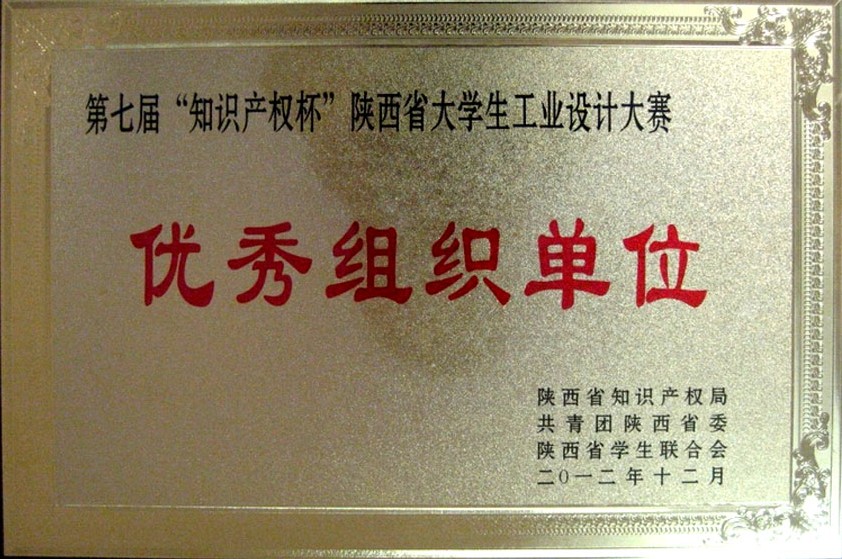 第七届“知识产权杯”陕西省大学生工业设计大赛
优秀组织单位
陕西省知识产权局
共青团陕西省委
陕西省学生联合会
二〇一二年十二月